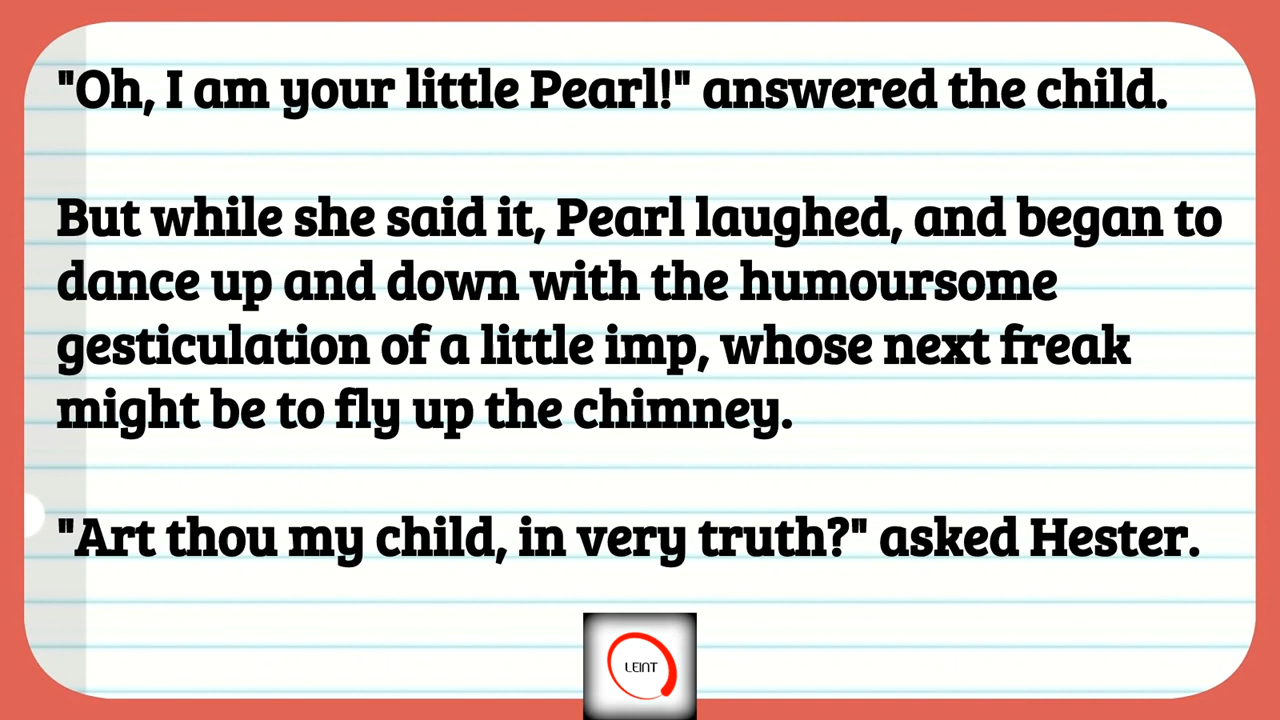 "Oh, I am your little Pearl!" answered the child.
But while she said it, Pearl laughed, and began to
dance up and down with the humoursome
gesticulation of a little imp, whose next freak
might be to fly up the chimney.
"Art thou my child, in very truth?" asked Hester.
LEINT